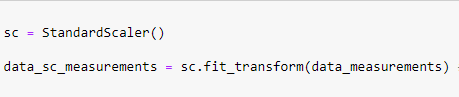 sc = StandardScaler()
data_sc_measurements = sc.fit_transform(data_measurements)